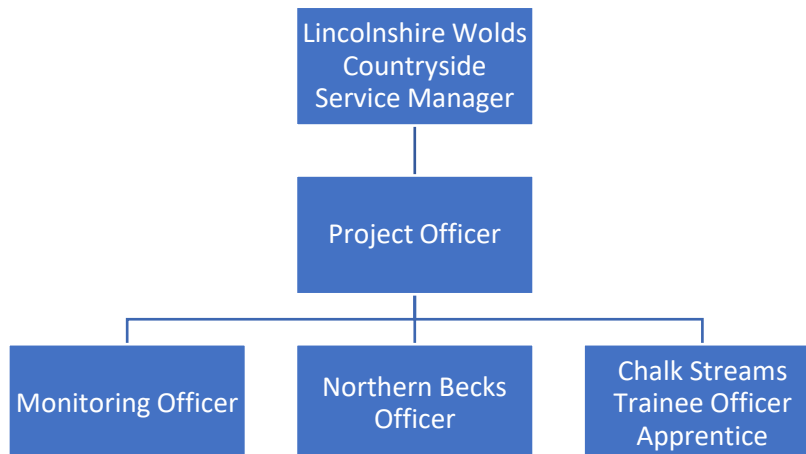 Lincolnshire Wolds
Countryside
Service Manager
Project Officer
Monitoring Officer
Northern Becks
Officer
Chalk Streams
Trainee Officer
Apprentice